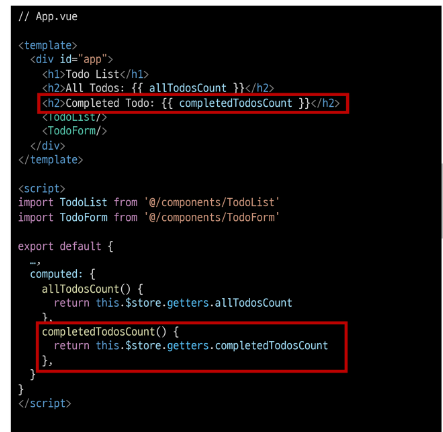 // App.vue
<template>
<div id="app">
<h1>Todo List</h1>
<h2>All Todos: {{ allTodosCount }}</h2>
<h2>Completed Todo: {{ completedTodosCount }}</h2>
<TodoList/>
<TodoForm/>
</div>
</template>
<script>
import TodoList from '@/components/TodoList'
import TodoForm from '@/components/TodoForm'
export default {
…,
computed: {
allTodosCount() {
return this.$store.getters.allTodosCount
},
completedTodosCount() {
return this.$store.getters.completedTodosCount
},
}
}
</script>